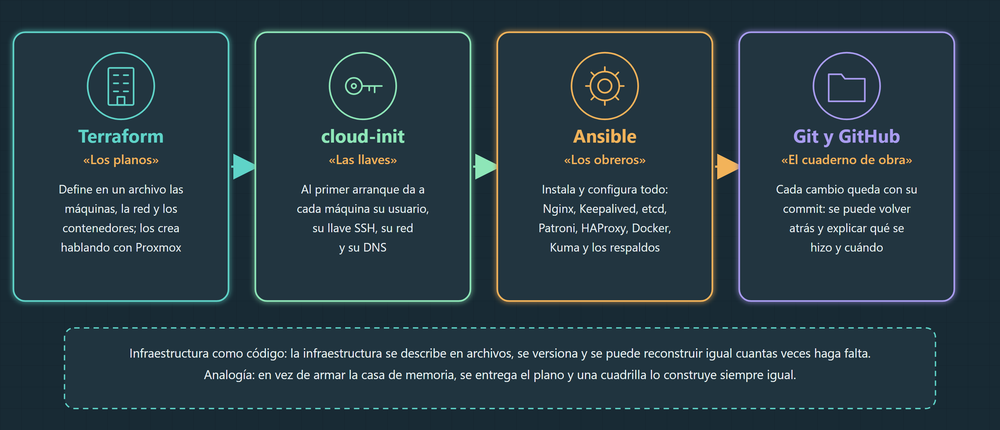 Terraform
«Los planos»
Define en un archivo las
máquinas, la red y los
contenedores; los crea
hablando con Proxmox
cloud-init
«Las llaves»
Al primer arranque da a
cada máquina su usuario,
su llave SSH, su red
y su DNS
Ansible
«Los obreros»
Instala y configura todo:
Nginx, Keepalived, etcd,
Patroni, HAProxy, Docker,
Kuma y los respaldos
Git y GitHub
«El cuaderno de obra»
Cada cambio queda con su
commit: se puede volver
atrás y explicar qué se
hizo y cuándo
Infraestructura como código: la infraestructura se describe en archivos, se versiona y se puede reconstruir igual cuantas veces haga falta.
Analogía: en vez de armar la casa de memoria, se entrega el plano y una cuadrilla lo construye siempre igual.